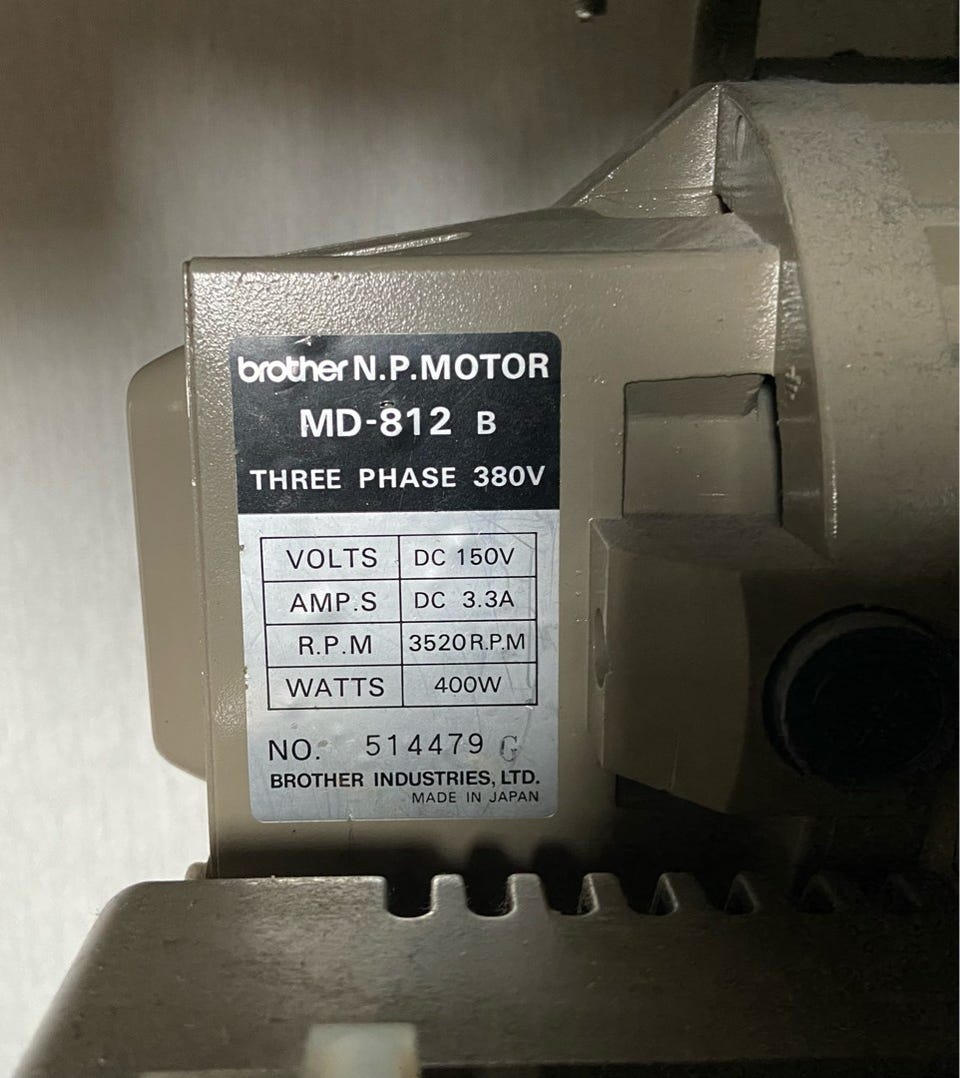 brother N.P.MOTOR
MD-812 B
THREE PHASE 380V
VOLTS DC 150V
AMP.S DC 3.3A
R.P.M 3520 R.P.M
WATTS 400W
NO. 514479 G
BROTHER INDUSTRIES, LTD.
MADE IN JAPAN